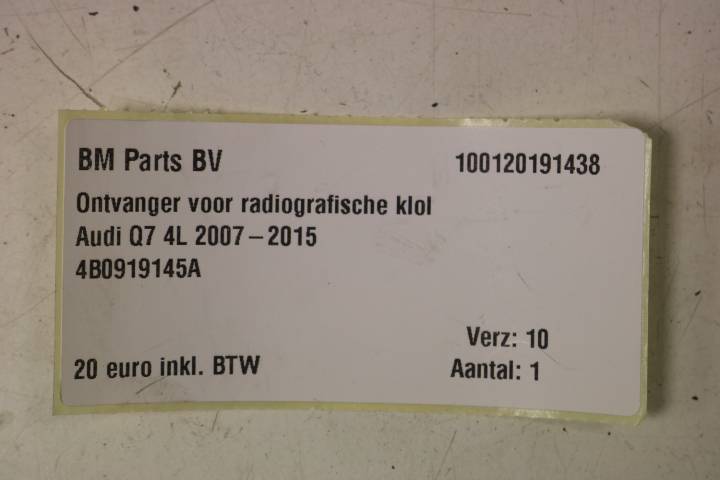 BM Parts BV 100120191438
Ontvanger voor radiografische klol
Audi Q7 4L 2007-2015
4B0919145A
Verz: 10
20 euro inkl. BTW Aantal: 1